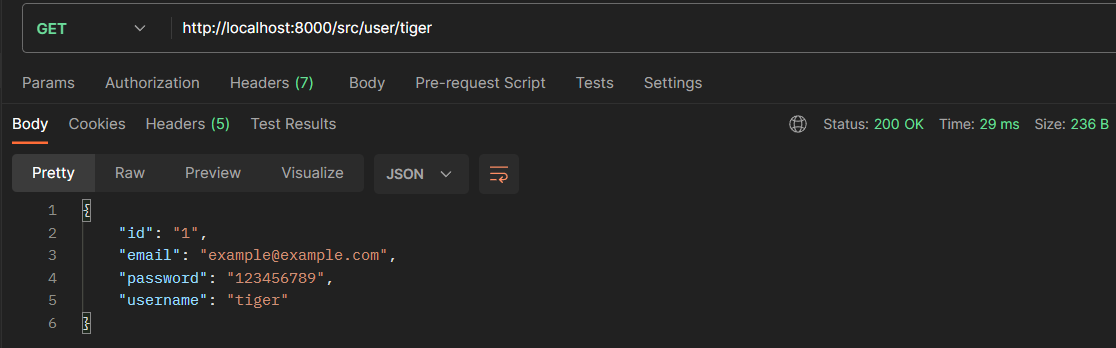 GET http://localhost:8000/src/user/tiger
Params Authorization Headers (7) Body Pre-request Script Tests Settings
Body Cookies Headers (5) Test Results Status: 200 OK Time: 29 ms Size: 236 B
Pretty Raw Preview Visualize JSON
1 {
2 "id": "1",
3 "email": "example@example.com",
4 "password": "123456789",
5 "username": "tiger"
6 }